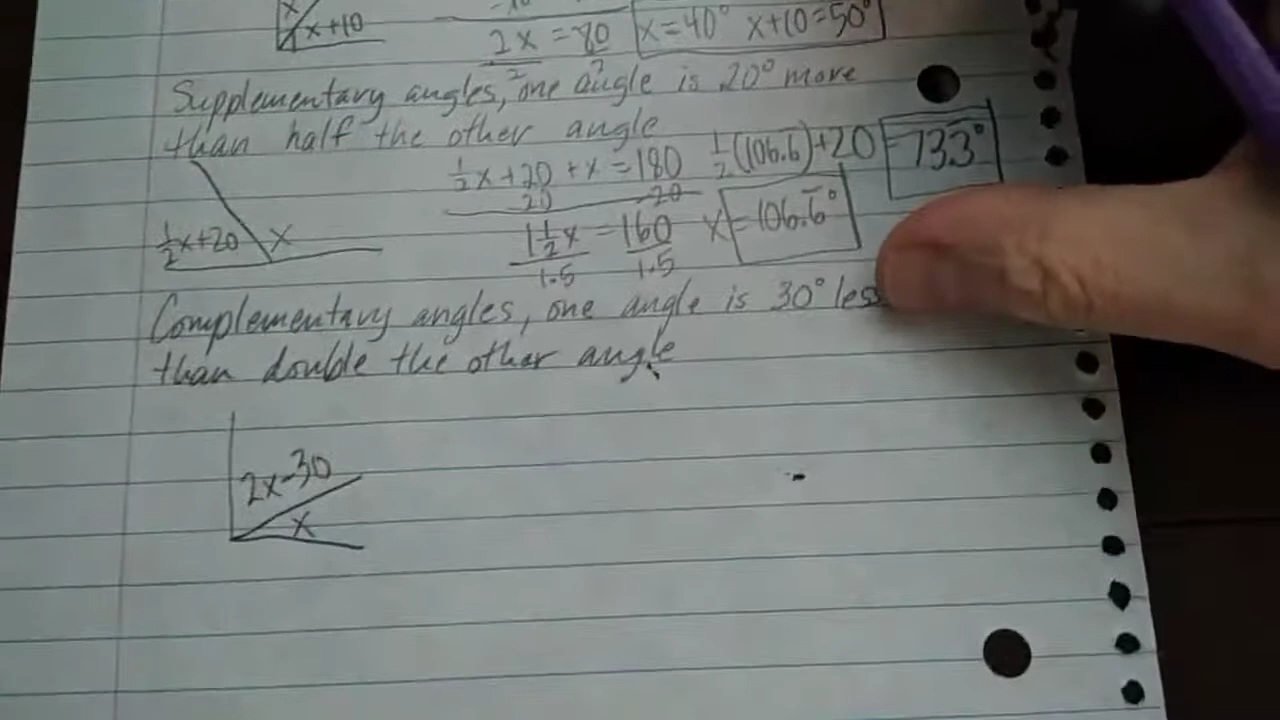 x
x+10
2x = 80
2 2
x=40° x+10=50°
Supplementary angles, one angle is 20° more
than half the other angle
½x+20 + x = 180
20 -20
1½x = 160
1.5 1.5
x=106.6̅°
½(106.6̅)+20 = 73.3̅°
½x+20 x
Complementary angles, one angle is 30° less
than double the other angle.
2x-30
x